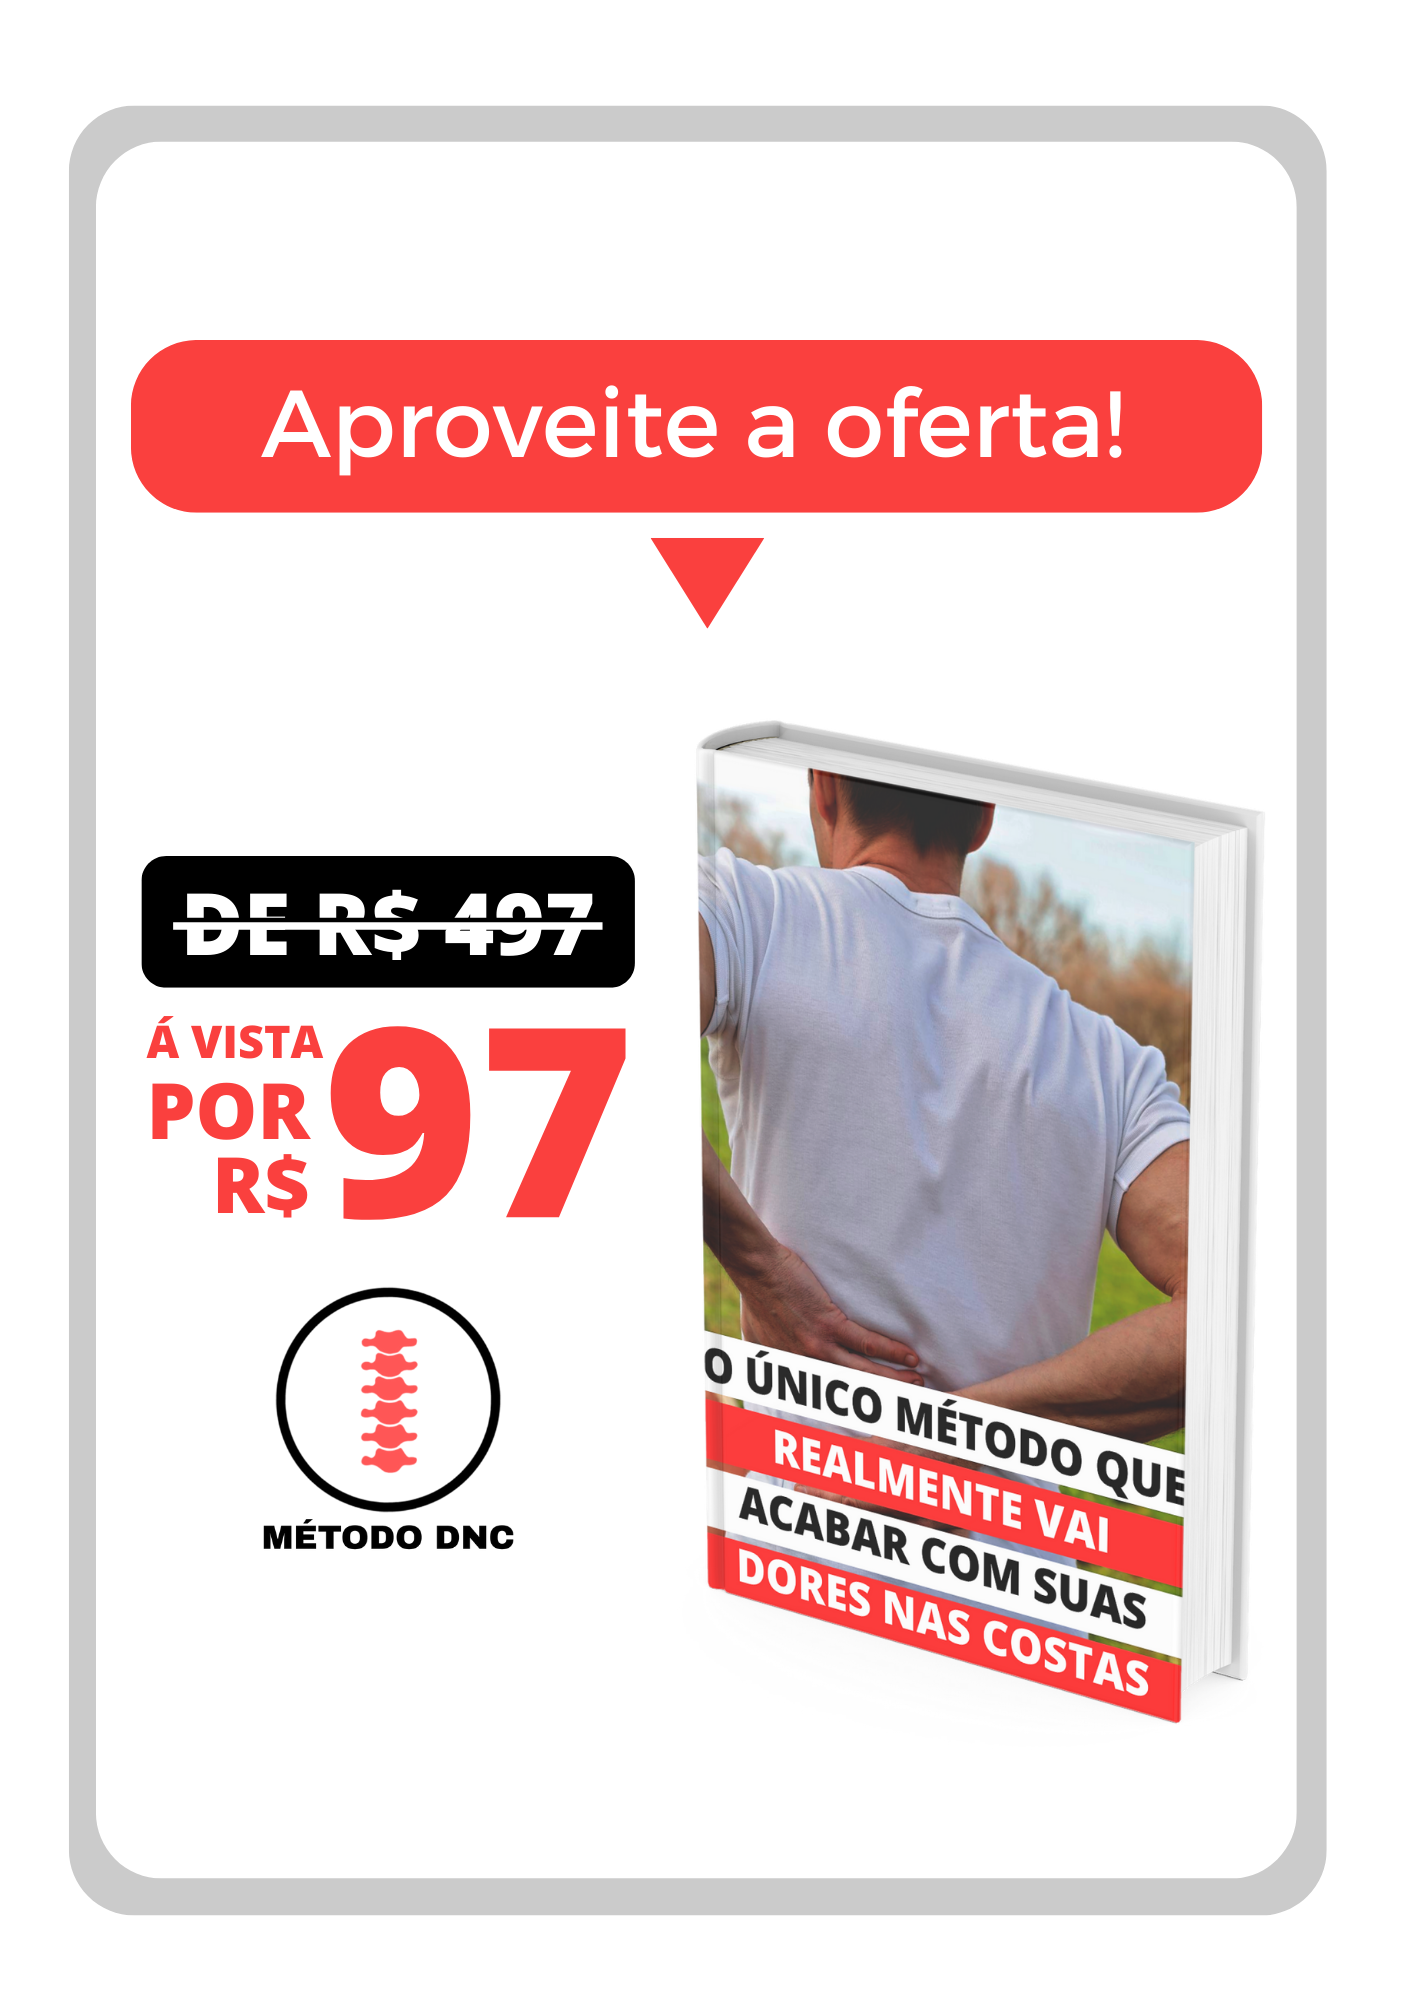 Aproveite a oferta!
DE R$ 497
Á VISTA
POR
R$ 97
MÉTODO DNC
O ÚNICO MÉTODO QUE
REALMENTE VAI
ACABAR COM SUAS
DORES NAS COSTAS